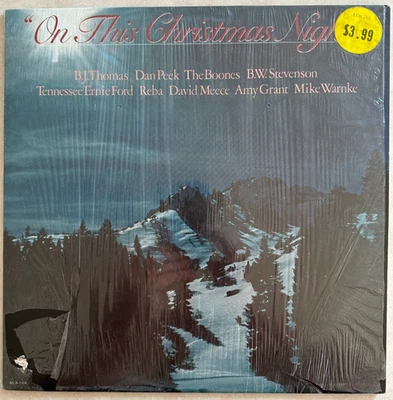 "On This Christmas Nigh
$3.99
B.J. Thomas Dan Peek The Boones B.W. Stevenson
Tennessee Ernie Ford Reba David Meece Amy Grant Mike Warnke